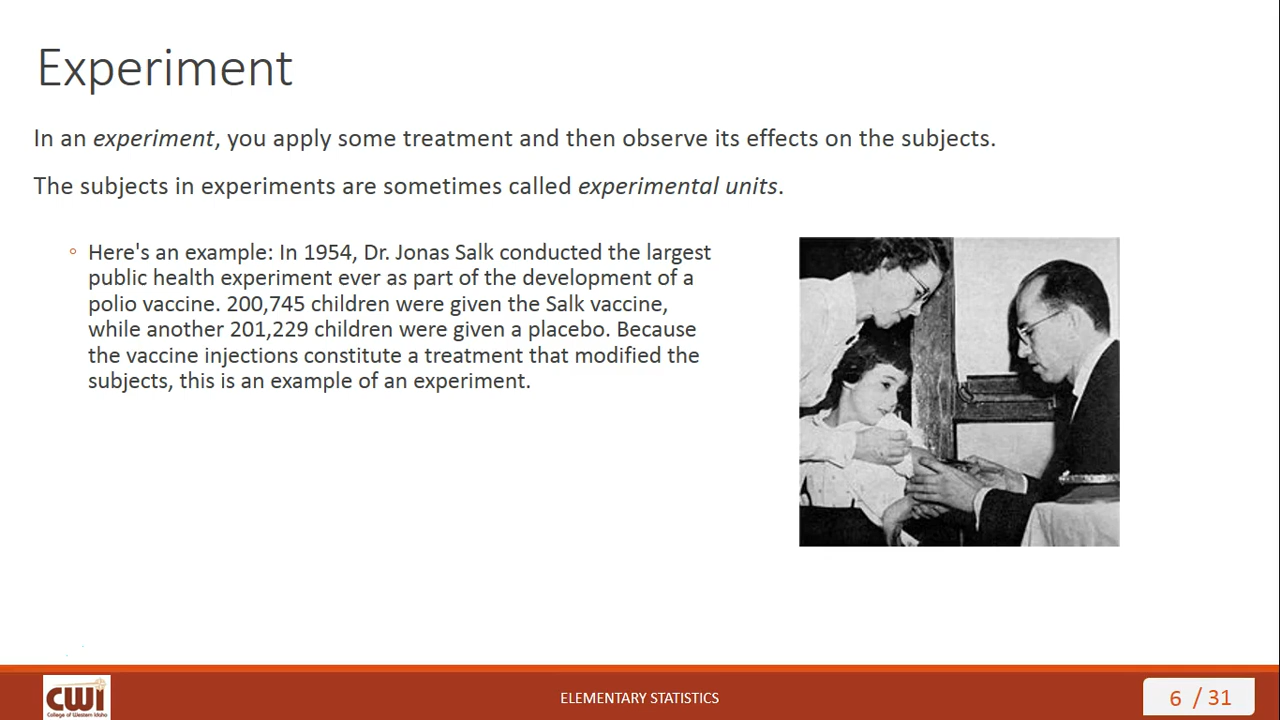 Experiment
In an experiment, you apply some treatment and then observe its effects on the subjects.
The subjects in experiments are sometimes called experimental units.
◦ Here's an example: In 1954, Dr. Jonas Salk conducted the largest
public health experiment ever as part of the development of a
polio vaccine. 200,745 children were given the Salk vaccine,
while another 201,229 children were given a placebo. Because
the vaccine injections constitute a treatment that modified the
subjects, this is an example of an experiment.
CWI
College of Western Idaho
ELEMENTARY STATISTICS
6 / 31